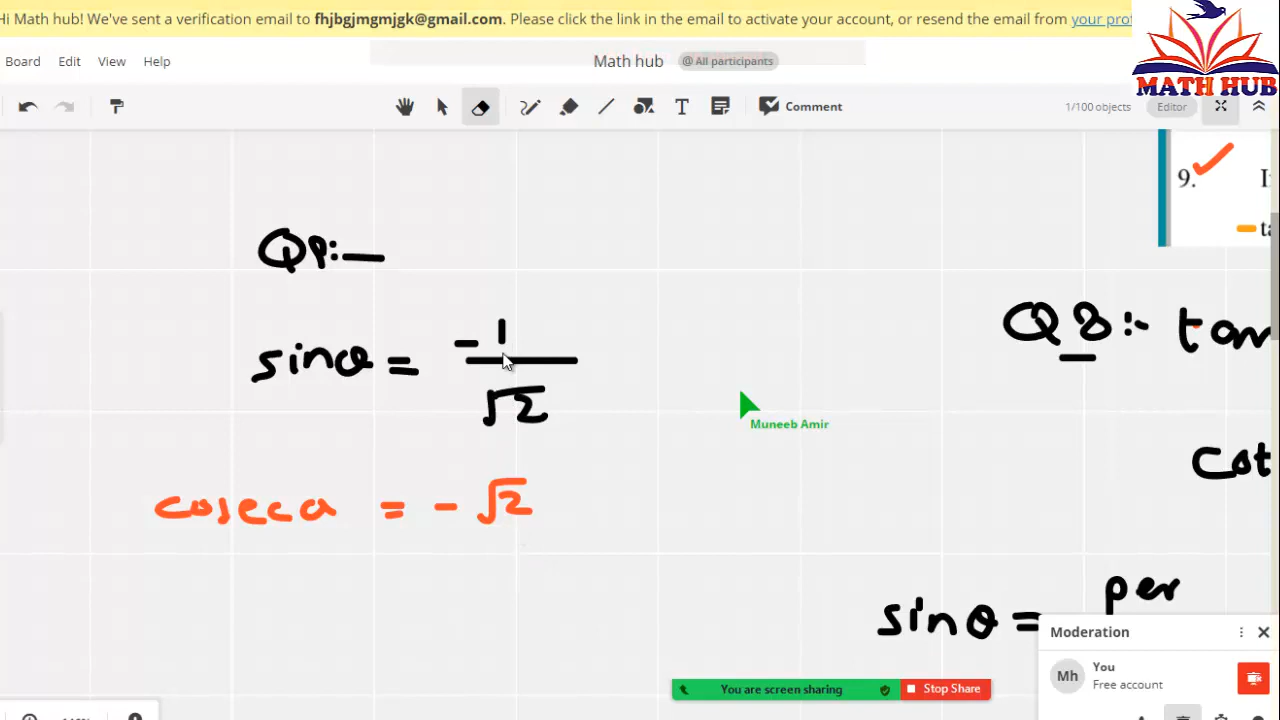 Hi Math hub! We've sent a verification email to fhjbgjmgmjgk@gmail.com. Please click the link in the email to activate your account, or resend the email from your prof
MATH HUB
Board Edit View Help
Math hub @ All participants
T Comment
1/100 objects Editor
9. I
ta
Q9:—
sinθ = -1/√2
Muneeb Amir
Q8:- tan
cot
cosecθ = -√2
sinθ = per
Moderation
Mh You
Free account
You are screen sharing Stop Share